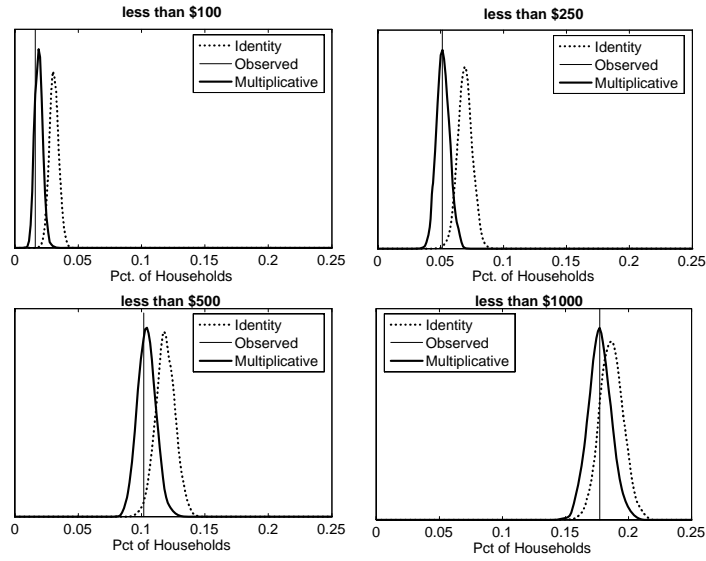 less than $100
Identity
Observed
Multiplicative
0 0.05 0.1 0.15 0.2 0.25
Pct. of Households
less than $250
Identity
Observed
Multiplicative
0 0.05 0.1 0.15 0.2 0.25
Pct. of Households
less than $500
Identity
Observed
Multiplicative
0 0.05 0.1 0.15 0.2 0.25
Pct of Households
less than $1000
Identity
Observed
Multiplicative
0 0.05 0.1 0.15 0.2 0.25
Pct of Households